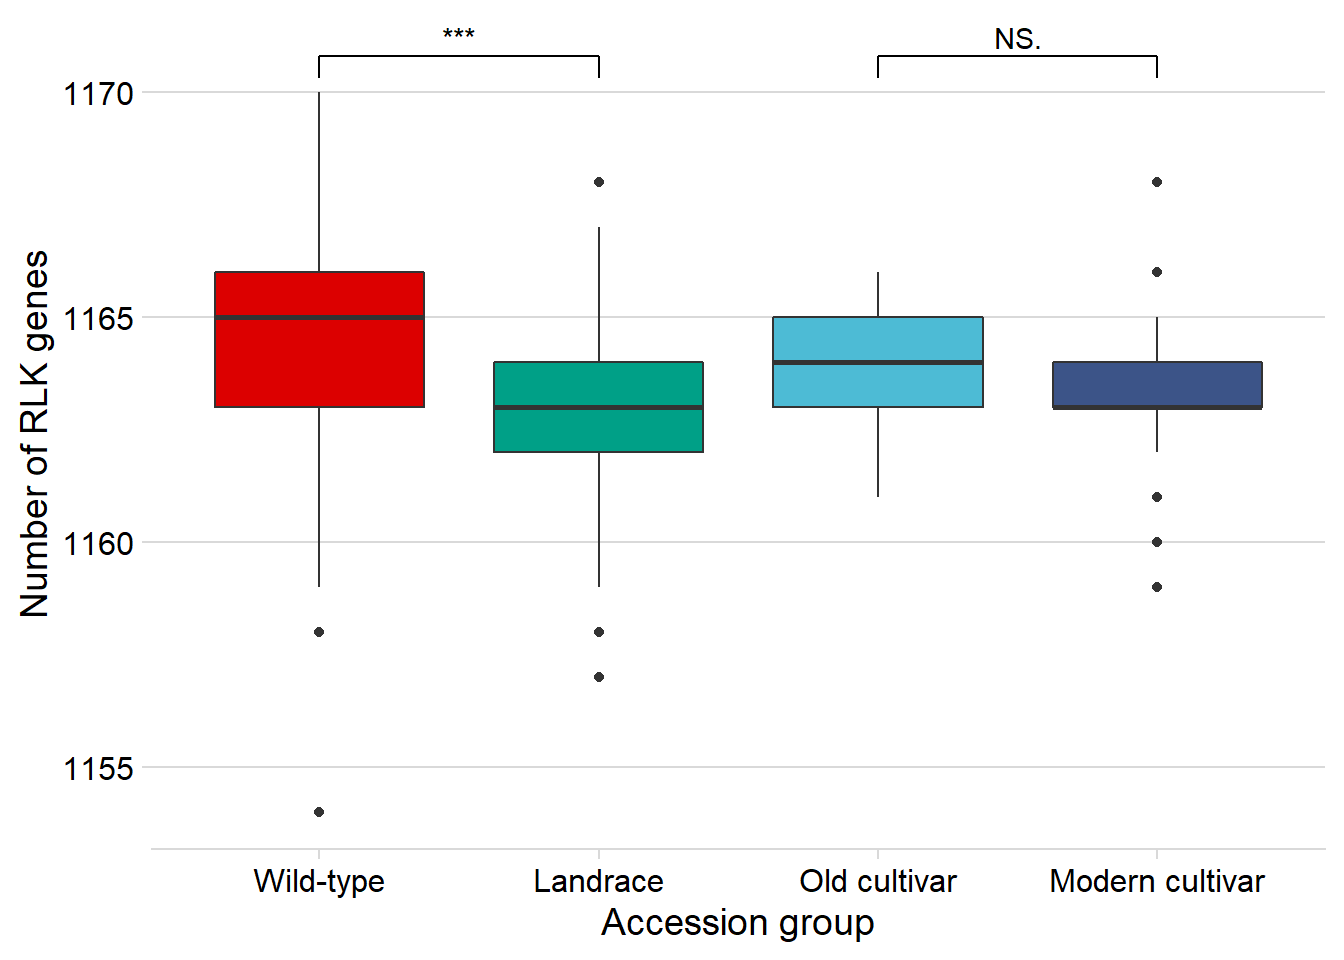 ***
NS.
1170
1165
1160
1155
Number of RLK genes
Wild-type
Landrace
Old cultivar
Modern cultivar
Accession group